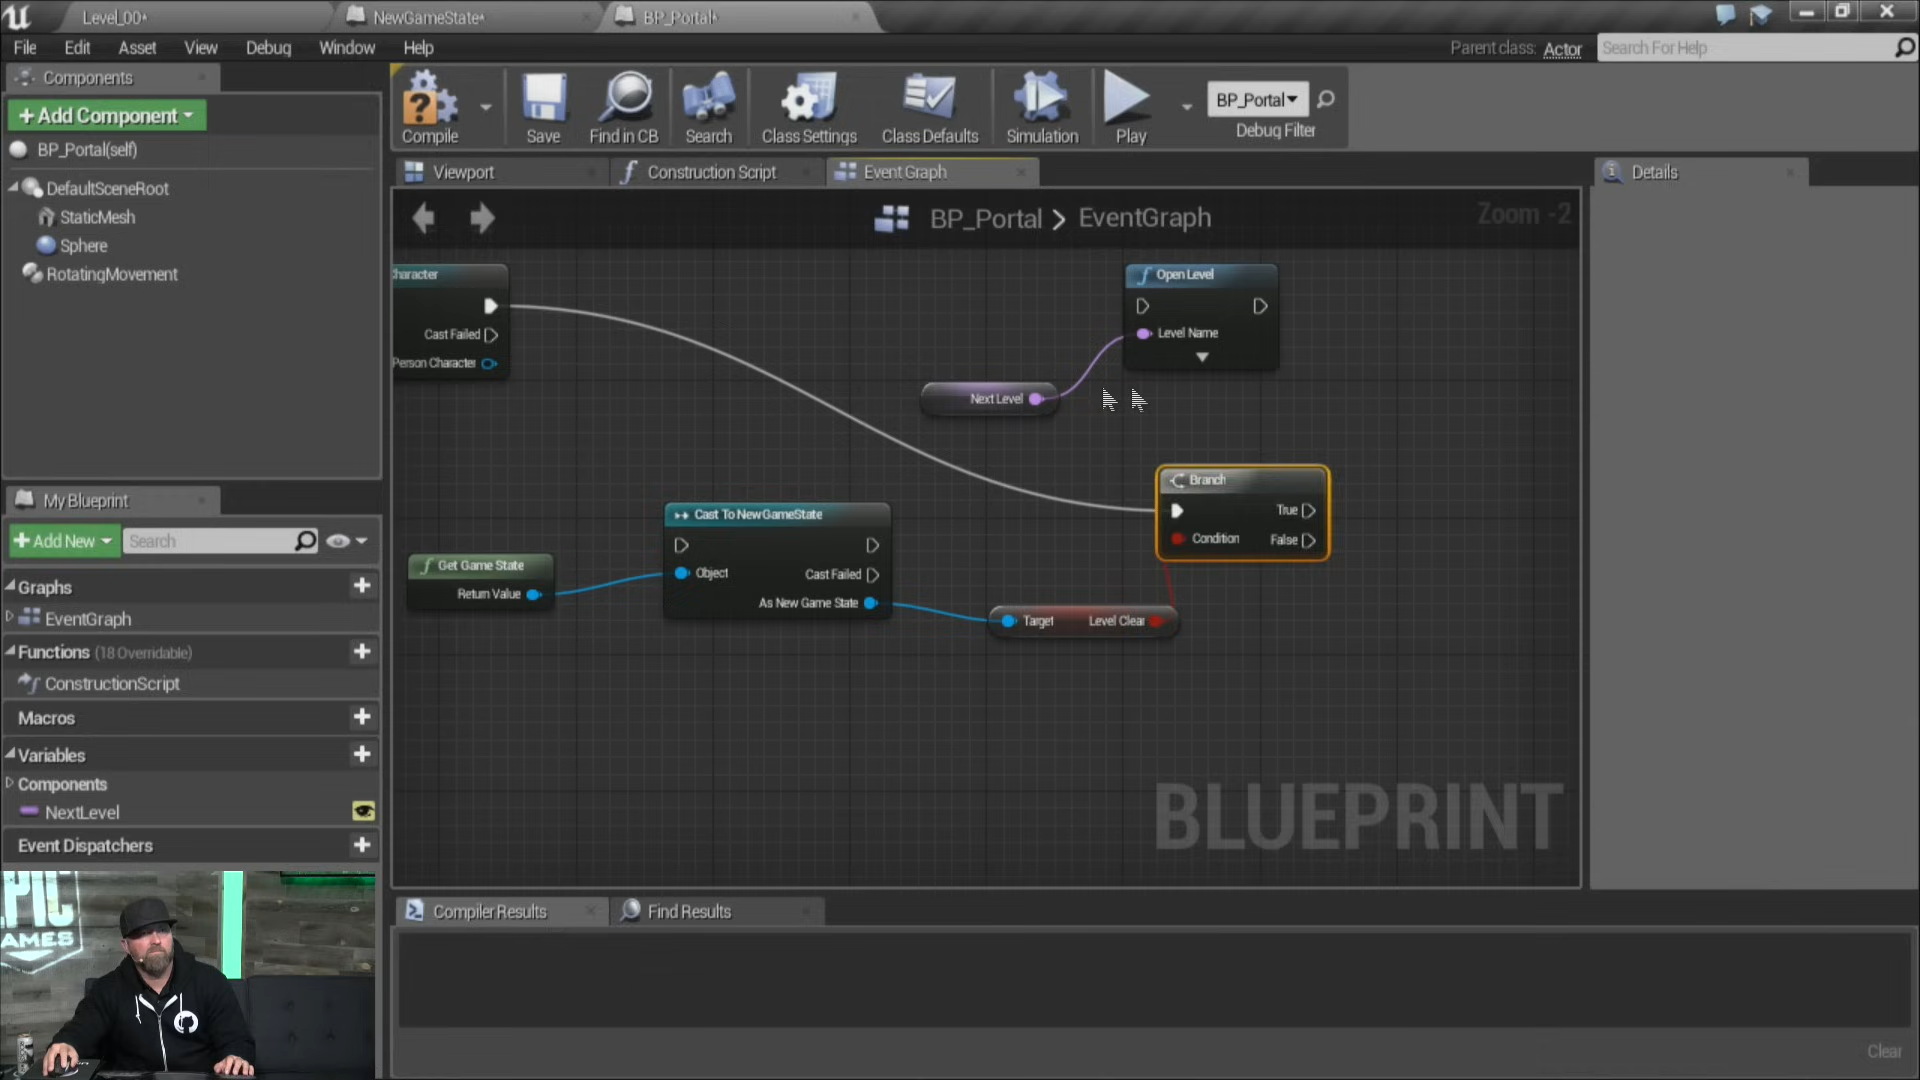 Level_00*
NewGameState*
BP_Portal*
File
Edit
Asset
View
Debug
Window
Help
Parent class:
Actor
Search For Help
Components
+ Add Component
BP_Portal(self)
DefaultSceneRoot
StaticMesh
Sphere
RotatingMovement
Compile
Save
Find in CB
Search
Class Settings
Class Defaults
Simulation
Play
BP_Portal
Debug Filter
Viewport
Construction Script
Event Graph
Details
BP_Portal > EventGraph
Zoom -2
Character
Cast Failed
Person Character
Open Level
Level Name
Next Level
Branch
True
Condition
False
Cast To NewGameState
Object
Cast Failed
As New Game State
Get Game State
Return Value
Target
Level Clear
BLUEPRINT
My Blueprint
+ Add New
Search
Graphs
EventGraph
Functions (18 Overridable)
ConstructionScript
Macros
Variables
Components
NextLevel
Event Dispatchers
Compiler Results
Find Results
Clear
EPIC
GAMES